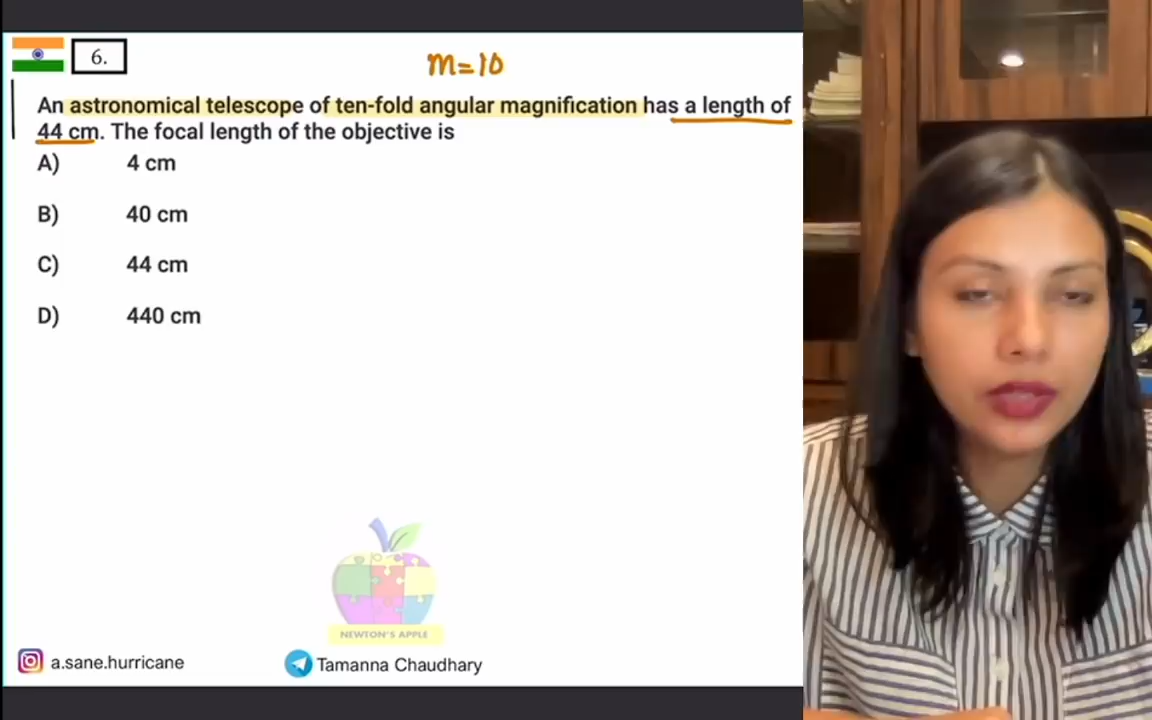 6.
m=10
An astronomical telescope of ten-fold angular magnification has a length of
44 cm. The focal length of the objective is
A) 4 cm
B) 40 cm
C) 44 cm
D) 440 cm
NEWTON'S APPLE
a.sane.hurricane
Tamanna Chaudhary